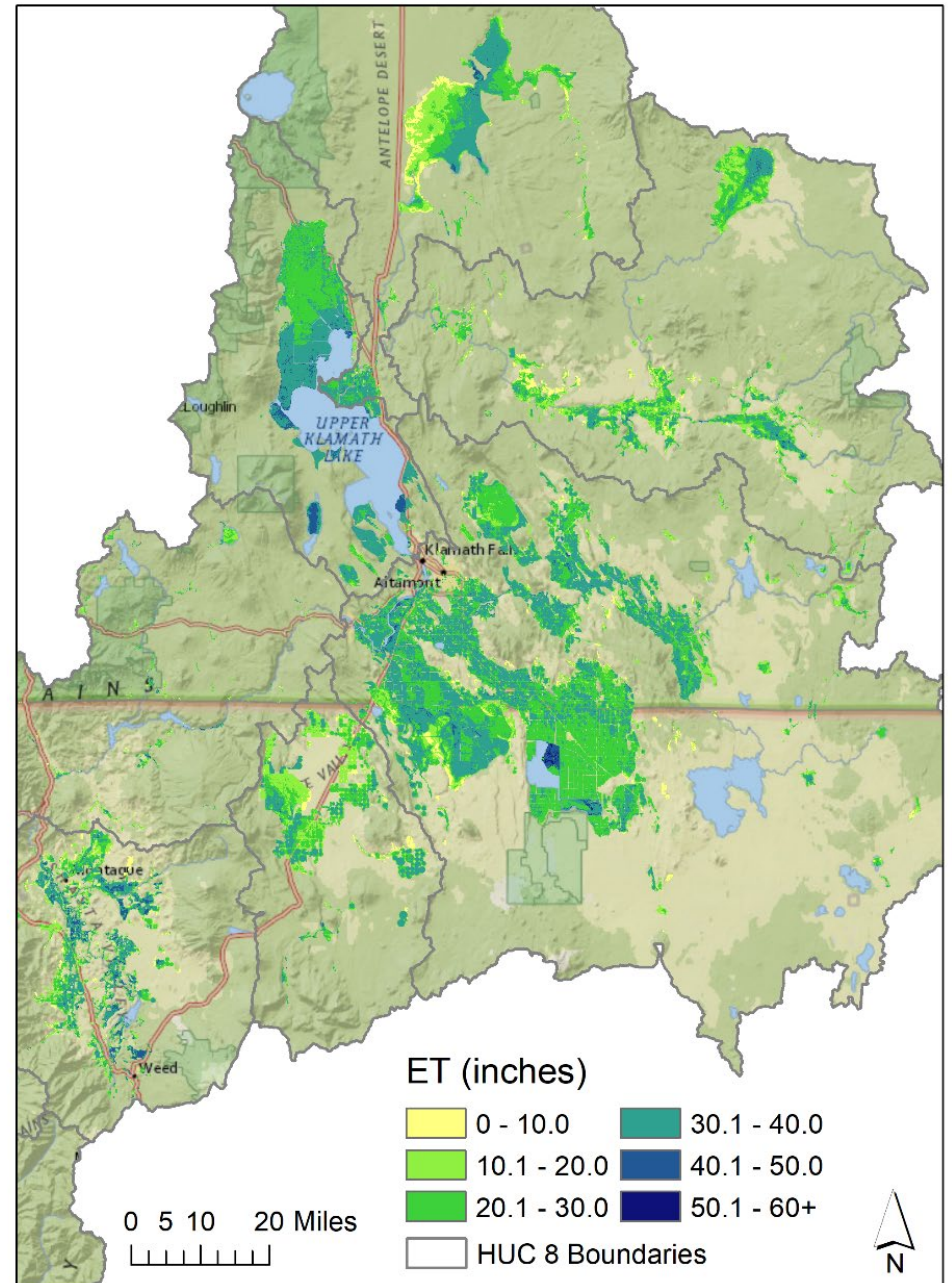 ANTELOPE DESERT
Loughlin
UPPER
KLAMATH
LAKE
Klamath Fal
Altamont
A I N S
E VALL
Montague
Weed
ET (inches)
0 - 10.0
10.1 - 20.0
20.1 - 30.0
30.1 - 40.0
40.1 - 50.0
50.1 - 60+
HUC 8 Boundaries
0 5 10 20 Miles
N